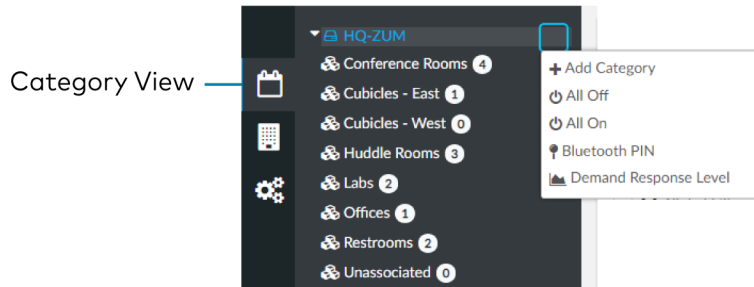 HQ-ZUM
Category View
Conference Rooms 4
Cubicles - East 1
Cubicles - West 0
Huddle Rooms 3
Labs 2
Offices 1
Restrooms 2
Unassociated 0
Add Category
All Off
All On
Bluetooth PIN
Demand Response Level